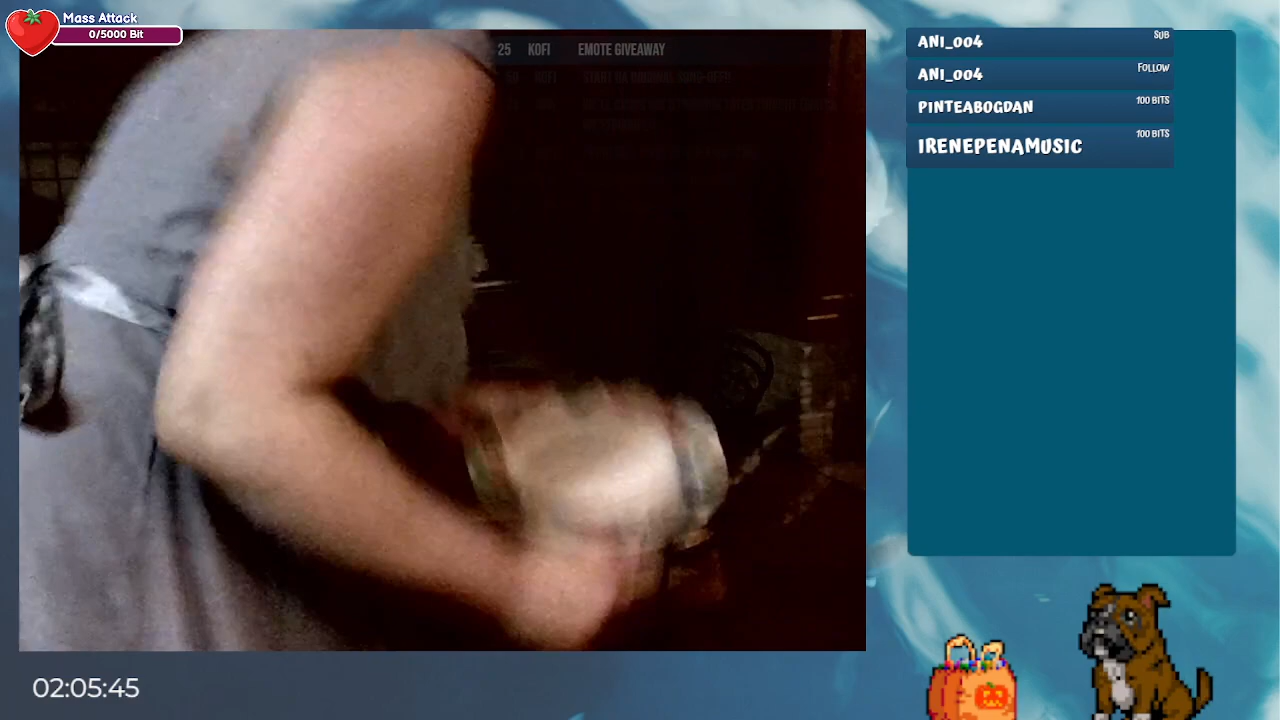 Mass Attack
0/5000 Bit
25 KOFI EMOTE GIVEAWAY
ANI_004 SUB
ANI_004 FOLLOW
PINTEABOGDAN 100 BITS
IRENEPENAMUSIC 100 BITS
02:05:45